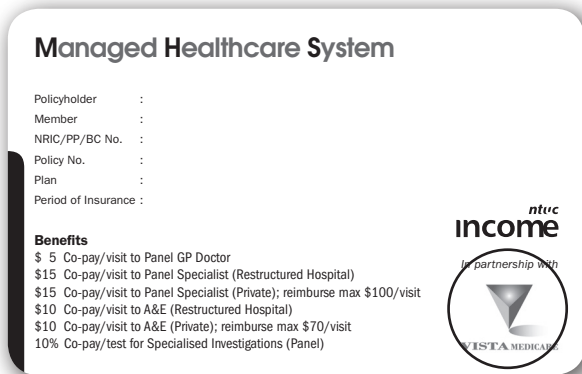 Managed Healthcare System
Policyholder :
Member :
NRIC/PP/BC No. :
Policy No. :
Plan :
Period of Insurance :
ntuc
income
In partnership with
VISTA MEDICARE
Benefits
$ 5 Co-pay/visit to Panel GP Doctor
$15 Co-pay/visit to Panel Specialist (Restructured Hospital)
$15 Co-pay/visit to Panel Specialist (Private); reimburse max $100/visit
$10 Co-pay/visit to A&E (Restructured Hospital)
$10 Co-pay/visit to A&E (Private); reimburse max $70/visit
10% Co-pay/test for Specialised Investigations (Panel)